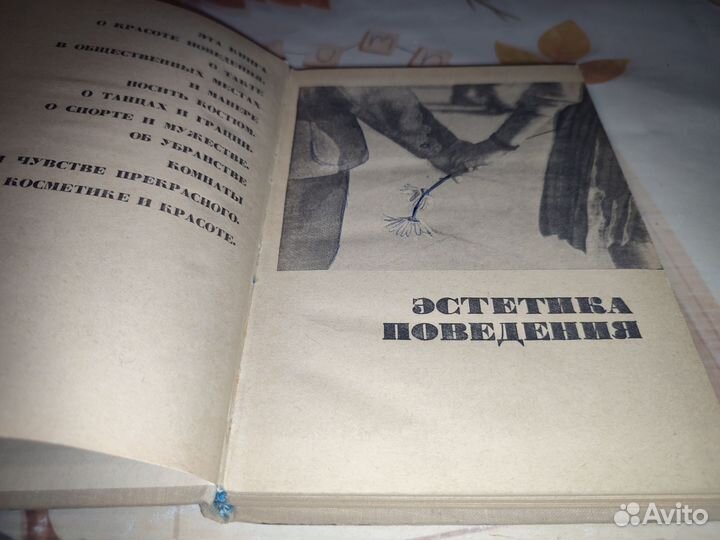 ЭТА КНИГА
О КРАСОТЕ ПОВЕДЕНИЯ,
О ТАКТЕ
В ОБЩЕСТВЕННЫХ МЕСТАХ.
И МАНЕРЕ
НОСИТЬ КОСТЮМ.
О ТАНЦАХ И ГРАЦИИ,
О СПОРТЕ И МУЖЕСТВЕ.
ОБ УБРАНСТВЕ
КОМНАТЫ
И ЧУВСТВЕ ПРЕКРАСНОГО.
КОСМЕТИКЕ И КРАСОТЕ.
ЭСТЕТИКА
ПОВЕДЕНИЯ
Avito